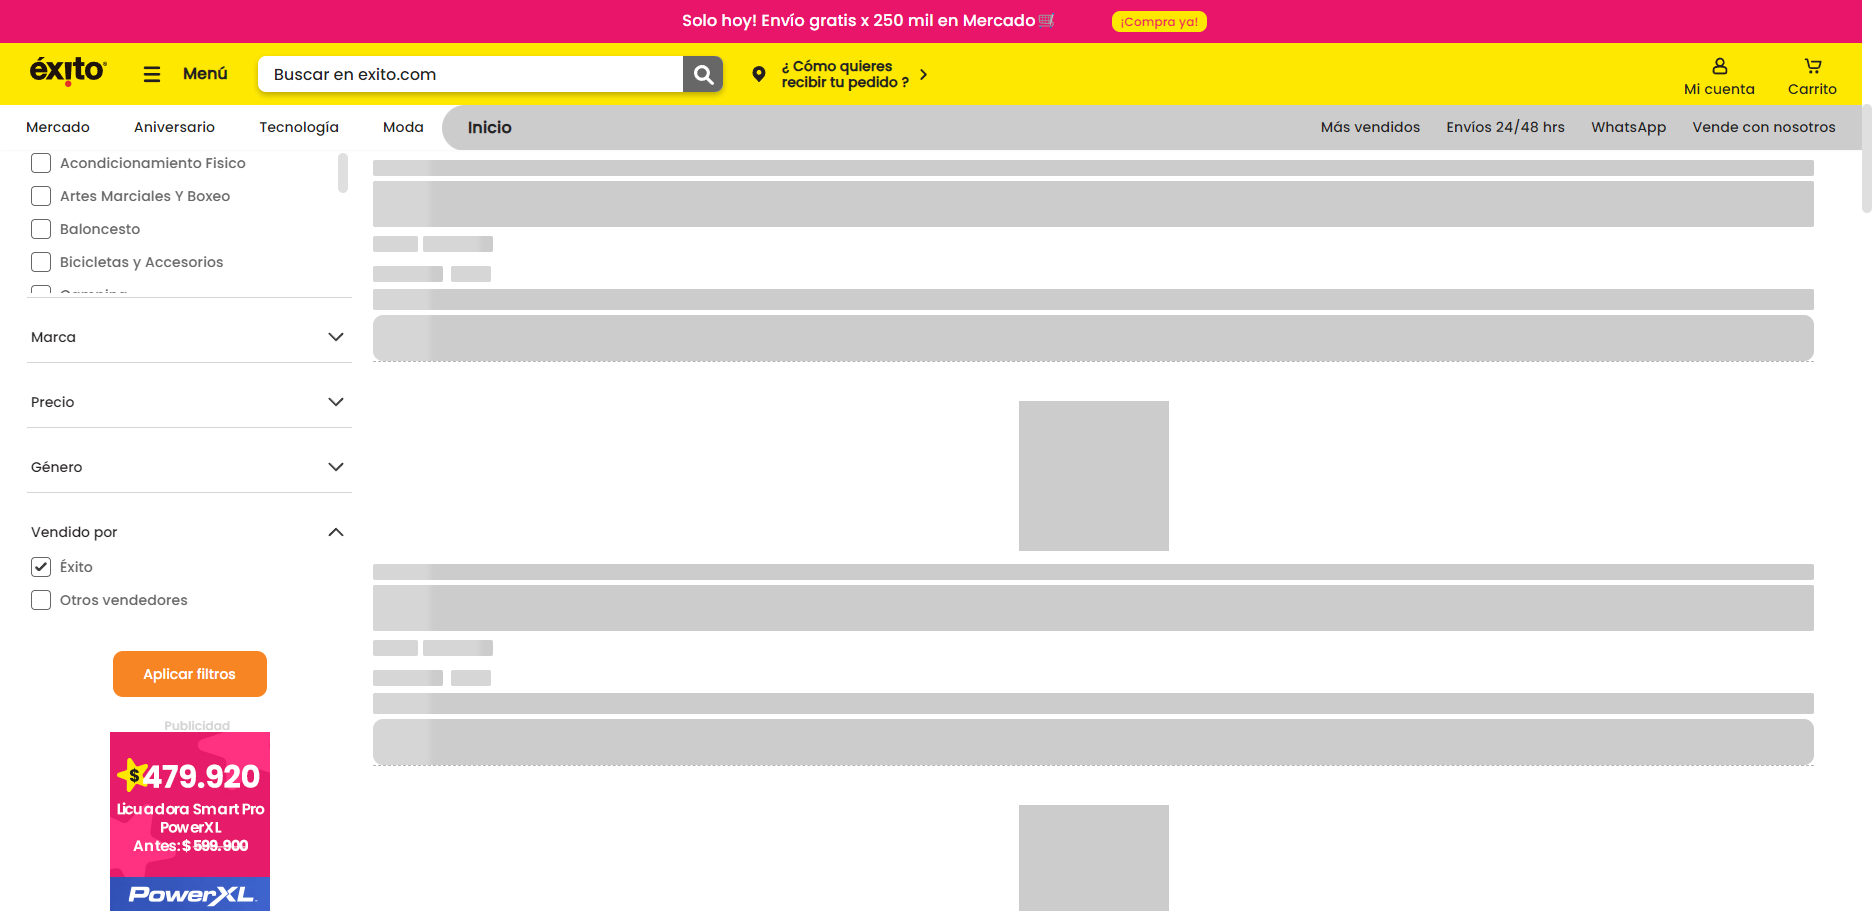 Solo hoy! Envío gratis x 250 mil en Mercado🛒
¡Compra ya!
éxito
Menú
Buscar en exito.com
¿ Cómo quieres
recibir tu pedido ?
Mi cuenta
Carrito
Mercado
Aniversario
Tecnología
Moda
Inicio
Más vendidos
Envíos 24/48 hrs
WhatsApp
Vende con nosotros
Acondicionamiento Fisico
Artes Marciales Y Boxeo
Baloncesto
Bicicletas y Accesorios
Marca
Precio
Género
Vendido por
Éxito
Otros vendedores
Aplicar filtros
Publicidad
$479.920
Licuadora Smart Pro
PowerXL
Antes: $ 599.900
PowerXL